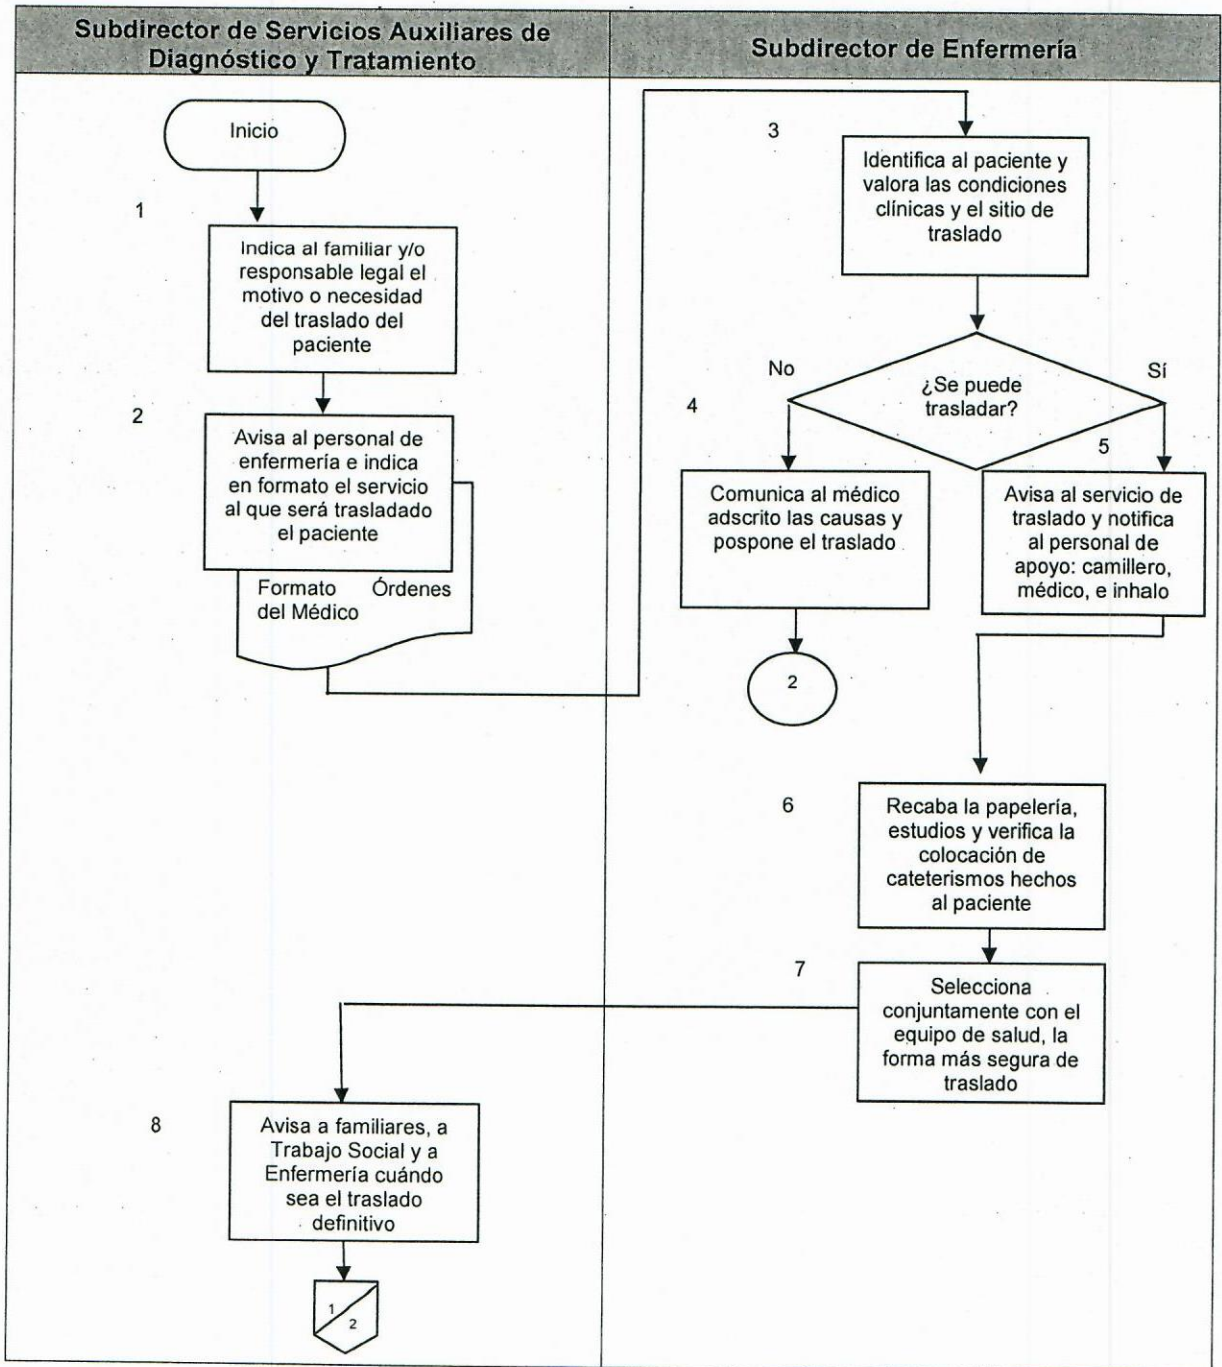 Subdirector de Servicios Auxiliares de
Diagnóstico y Tratamiento
Subdirector de Enfermería
Inicio
1
Indica al familiar y/o
responsable legal el
motivo o necesidad
del traslado del
paciente
2
Avisa al personal de
enfermería e indica
en formato el servicio
al que será trasladado
el paciente
Formato Órdenes
del Médico
3
Identifica al paciente y
valora las condiciones
clínicas y el sitio de
traslado
¿Se puede
trasladar?
No
Sí
4
Comunica al médico
adscrito las causas y
pospone el traslado
2
5
Avisa al servicio de
traslado y notifica
al personal de
apoyo: camillero,
médico, e inhalo
6
Recaba la papelería,
estudios y verifica la
colocación de
cateterismos hechos
al paciente
7
Selecciona
conjuntamente con el
equipo de salud, la
forma más segura de
traslado
8
Avisa a familiares, a
Trabajo Social y a
Enfermería cuándo
sea el traslado
definitivo
1
2